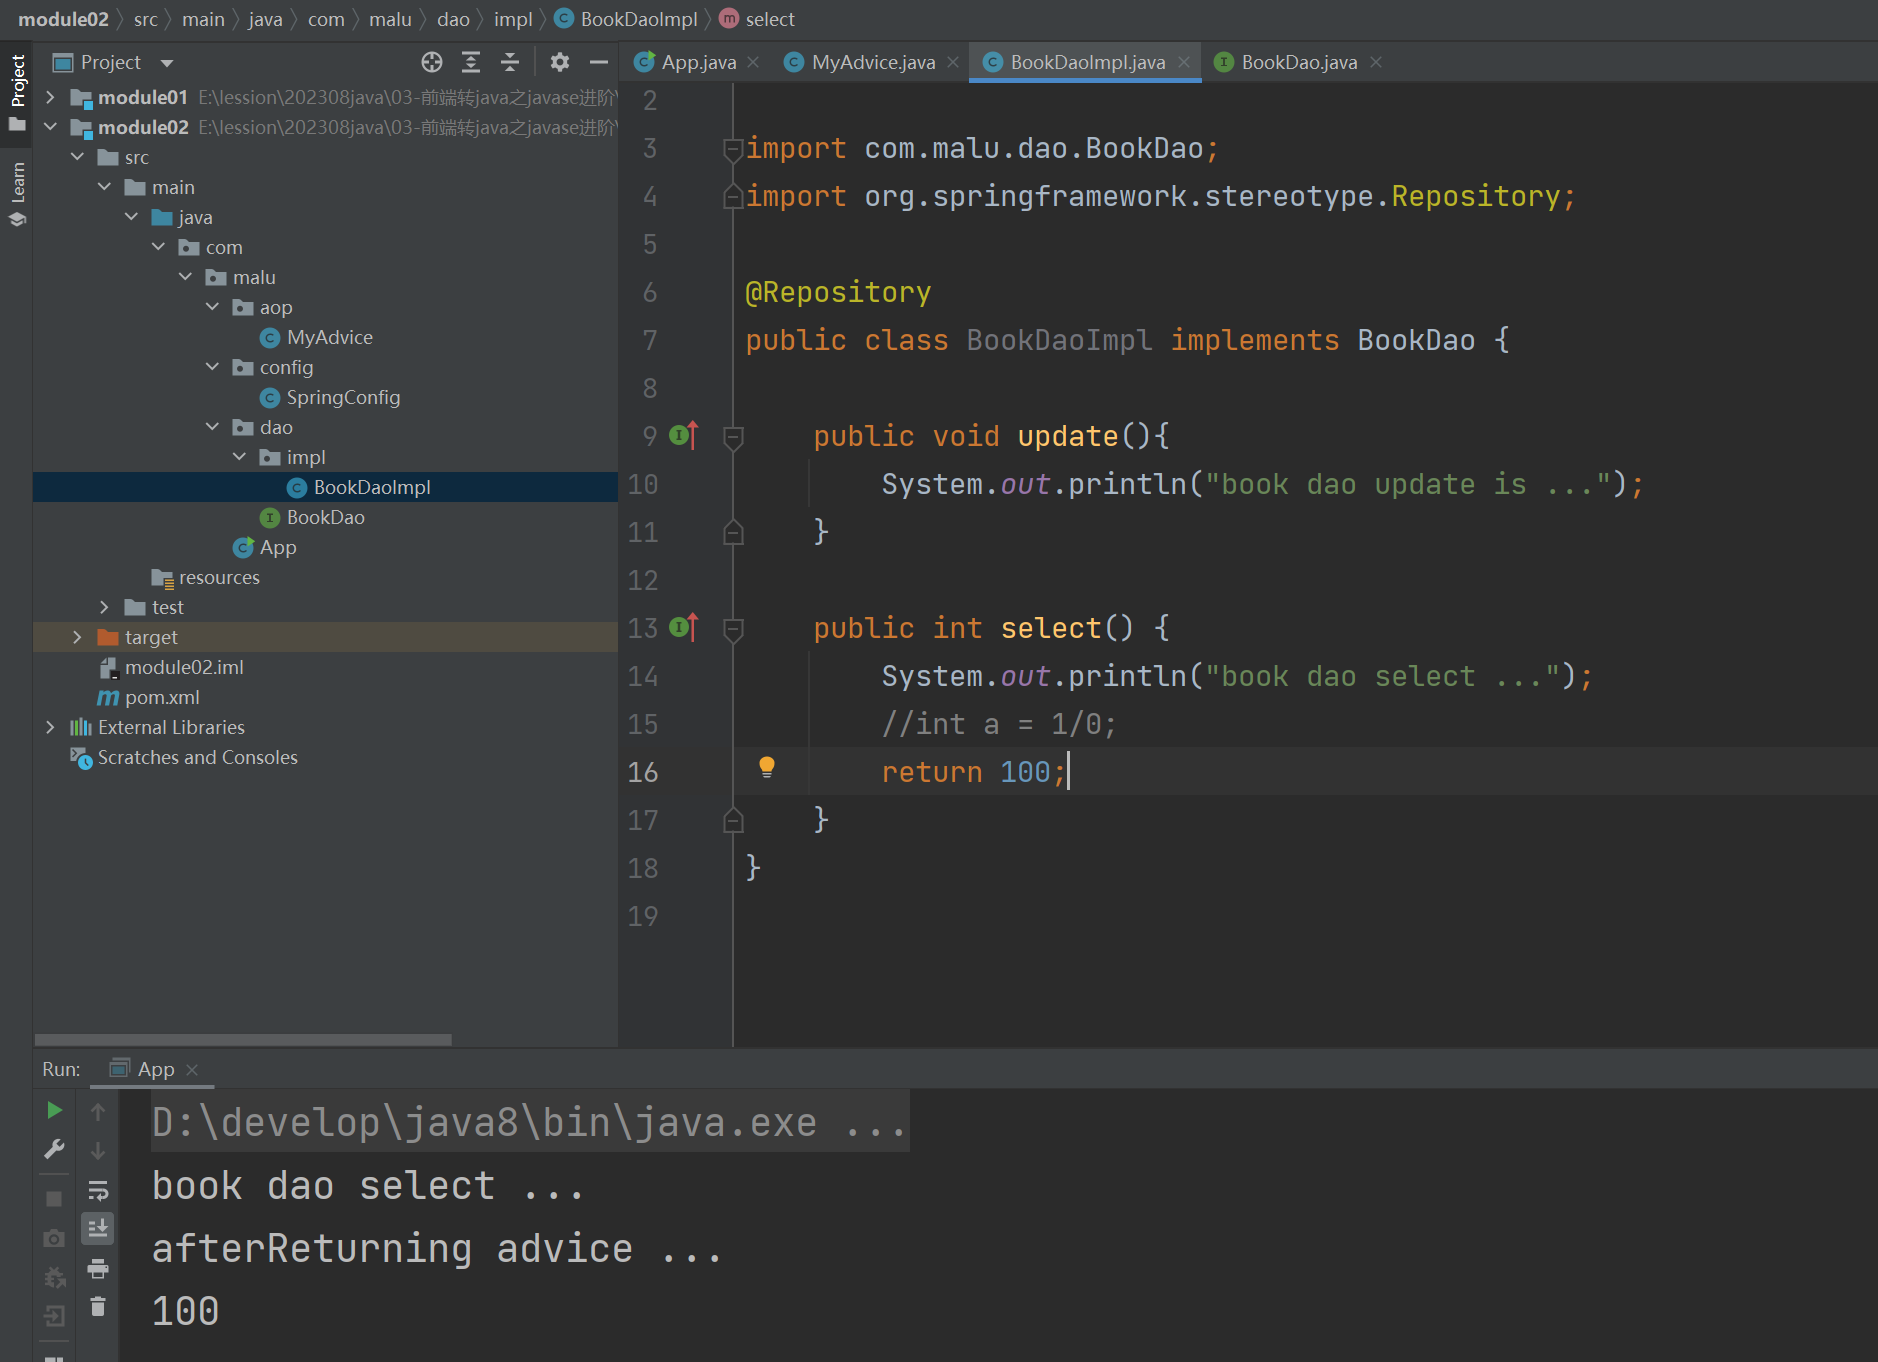 module02 src main java com malu dao impl BookDaoImpl select
Project
Learn
Project
module01 E:\lession\202308java\03-前端转java之javase进阶\
module02 E:\lession\202308java\03-前端转java之javase进阶\
src
main
java
com
malu
aop
MyAdvice
config
SpringConfig
dao
impl
BookDaoImpl
BookDao
App
resources
test
target
module02.iml
pom.xml
External Libraries
Scratches and Consoles
App.java MyAdvice.java BookDaoImpl.java BookDao.java
2
3 import com.malu.dao.BookDao;
4 import org.springframework.stereotype.Repository;
5
6 @Repository
7 public class BookDaoImpl implements BookDao {
8
9 public void update(){
10 System.out.println("book dao update is ...");
11 }
12
13 public int select() {
14 System.out.println("book dao select ...");
15 //int a = 1/0;
16 return 100;
17 }
18 }
19
Run: App
D:\develop\java8\bin\java.exe ...
book dao select ...
afterReturning advice ...
100